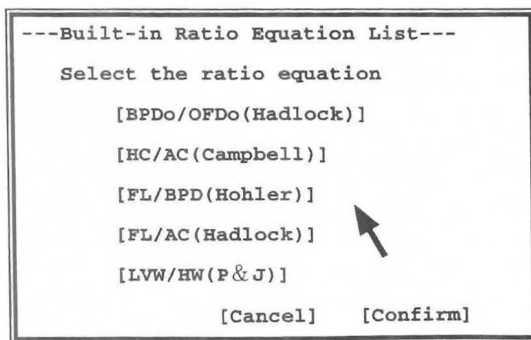 ---Built-in Ratio Equation List---
Select the ratio equation
[BPDo/OFDo(Hadlock)]
[HC/AC(Campbell)]
[FL/BPD(Hohler)]
[FL/AC(Hadlock)]
[LVW/HW(P&J)]
[Cancel] [Confirm]